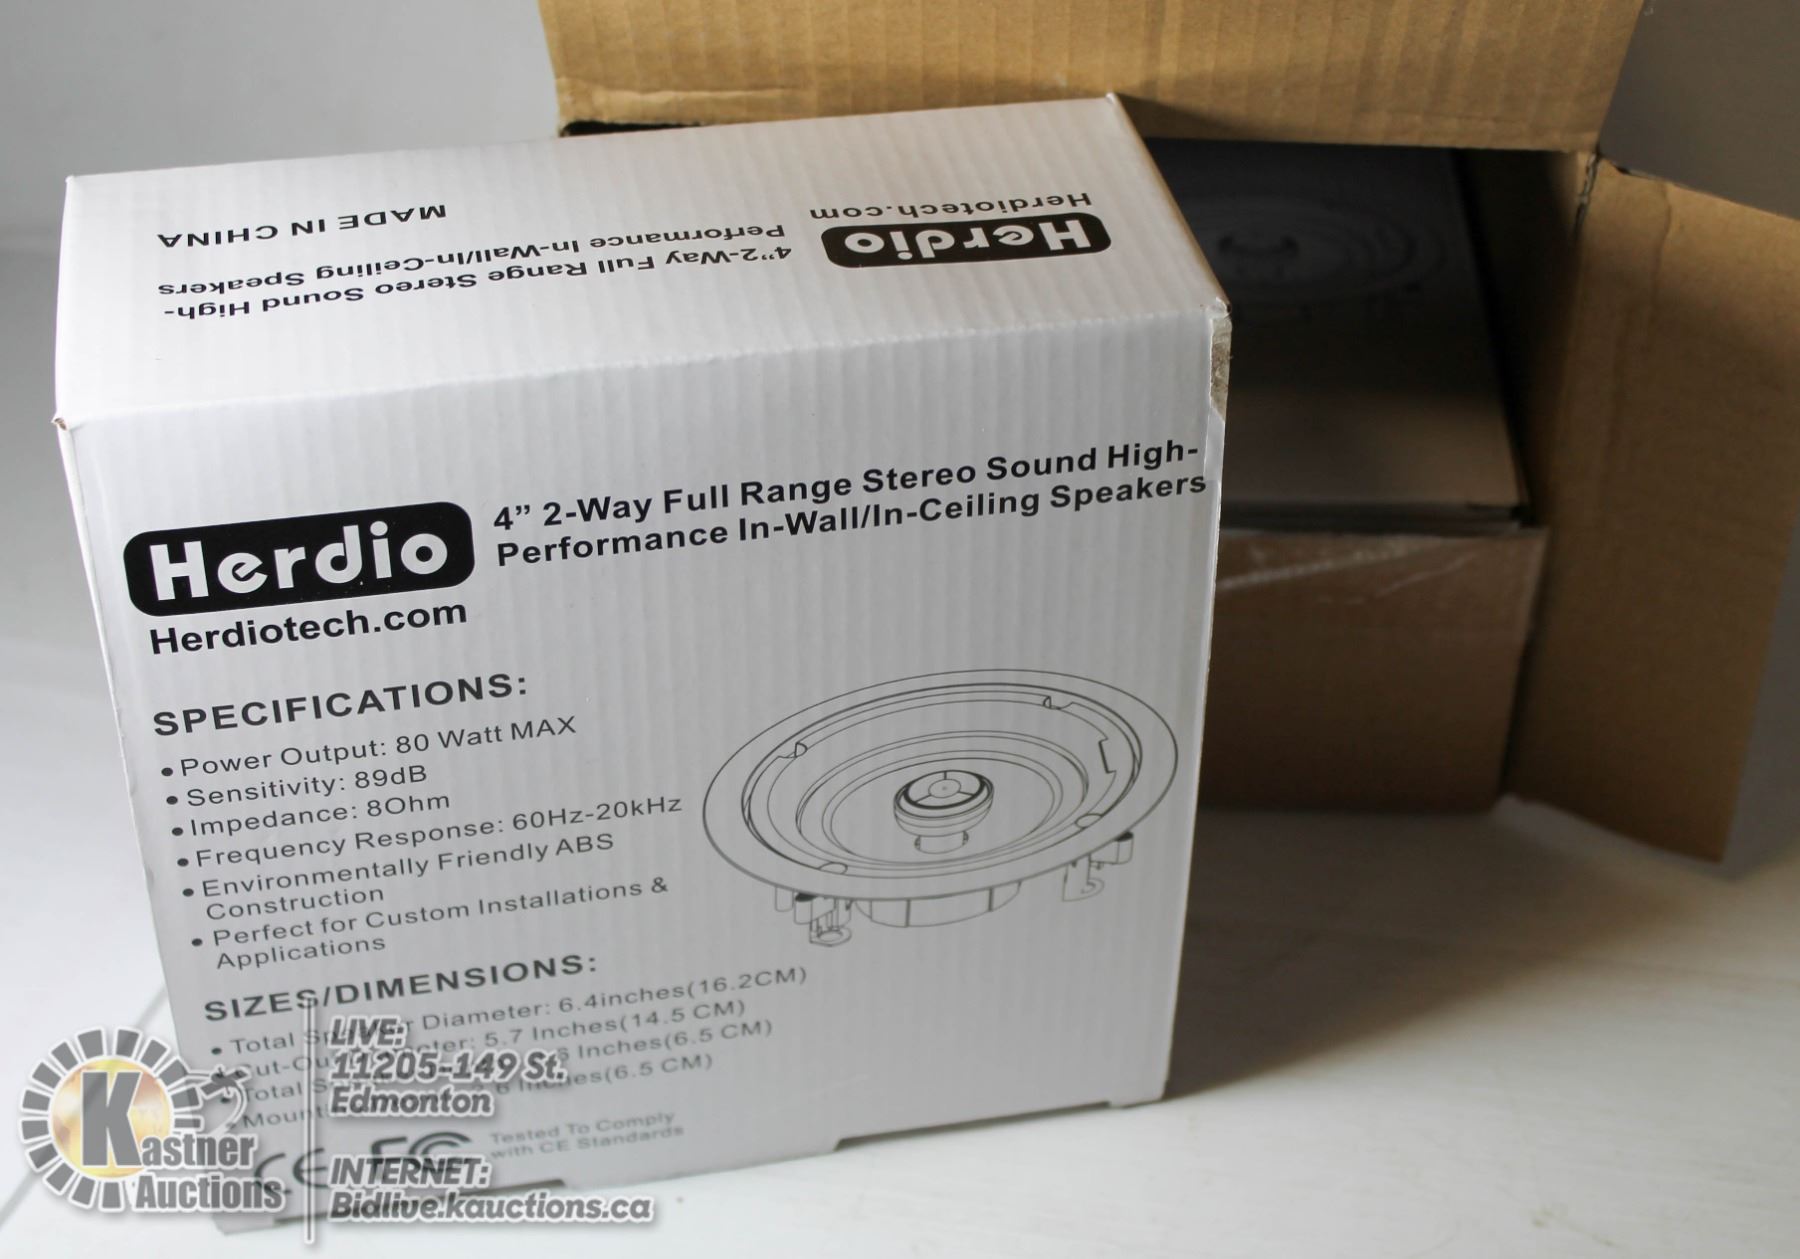 MADE IN CHINA
4"2-Way Full Range Stereo Sound High-
Performance In-Wall/In-Ceiling Speakers
Herdio
Herdiotech.com
Herdio
Herdiotech.com
4” 2-Way Full Range Stereo Sound High-
Performance In-Wall/In-Ceiling Speakers
SPECIFICATIONS:
• Power Output: 80 Watt MAX
• Sensitivity: 89dB
• Impedance: 8Ohm
• Frequency Response: 60Hz-20kHz
• Environmentally Friendly ABS
Construction
• Perfect for Custom Installations &
Applications
SIZES/DIMENSIONS:
• Total Speaker Diameter: 6.4inches(16.2CM)
5.7 Inches(14.5 CM)
• Total Inches(6.5 CM)
Inches(6.5 CM)
CE FC Tested To Comply
with CE Standards
Kastner
Auctions
LIVE:
11205-149 St.
Edmonton
INTERNET:
Bidlive.kauctions.ca